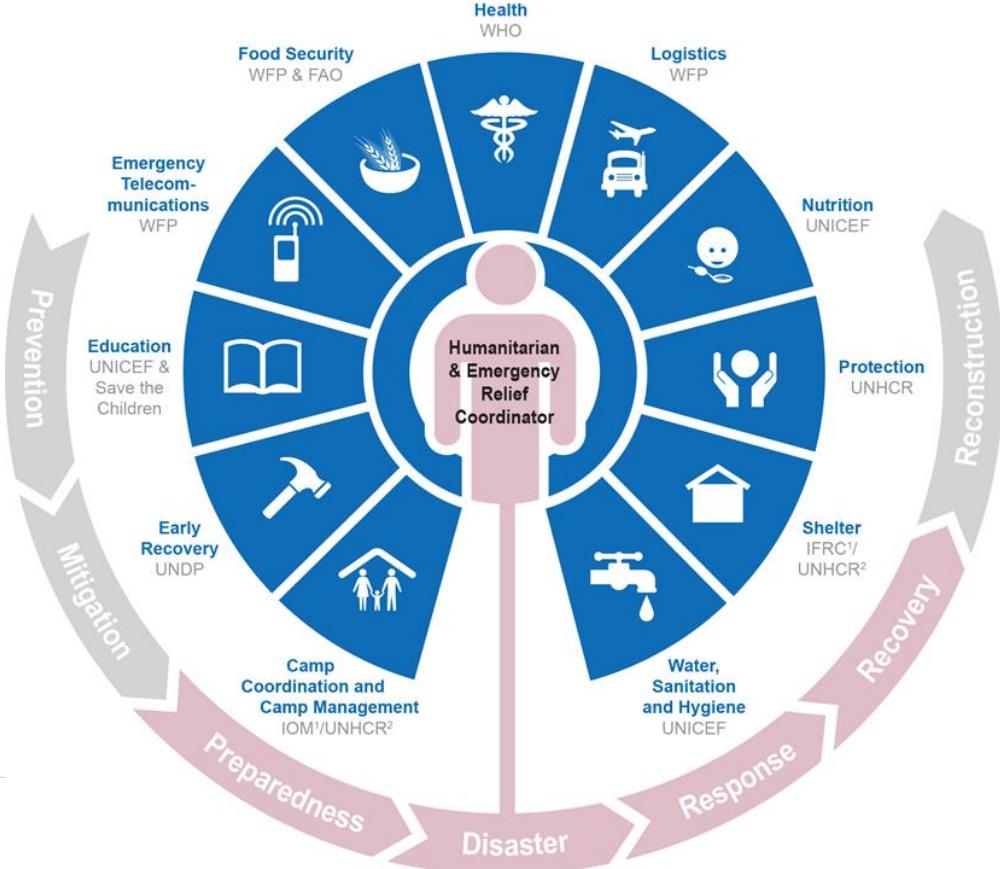 Health
WHO
Logistics
WFP
Nutrition
UNICEF
Protection
UNHCR
Shelter
IFRC¹/
UNHCR²
Water,
Sanitation
and Hygiene
UNICEF
Camp
Coordination and
Camp Management
IOM¹/UNHCR²
Early
Recovery
UNDP
Education
UNICEF &
Save the
Children
Emergency
Telecom-
munications
WFP
Food Security
WFP & FAO
Humanitarian
& Emergency
Relief
Coordinator
Prevention
Mitigation
Preparedness
Disaster
Response
Recovery
Reconstruction